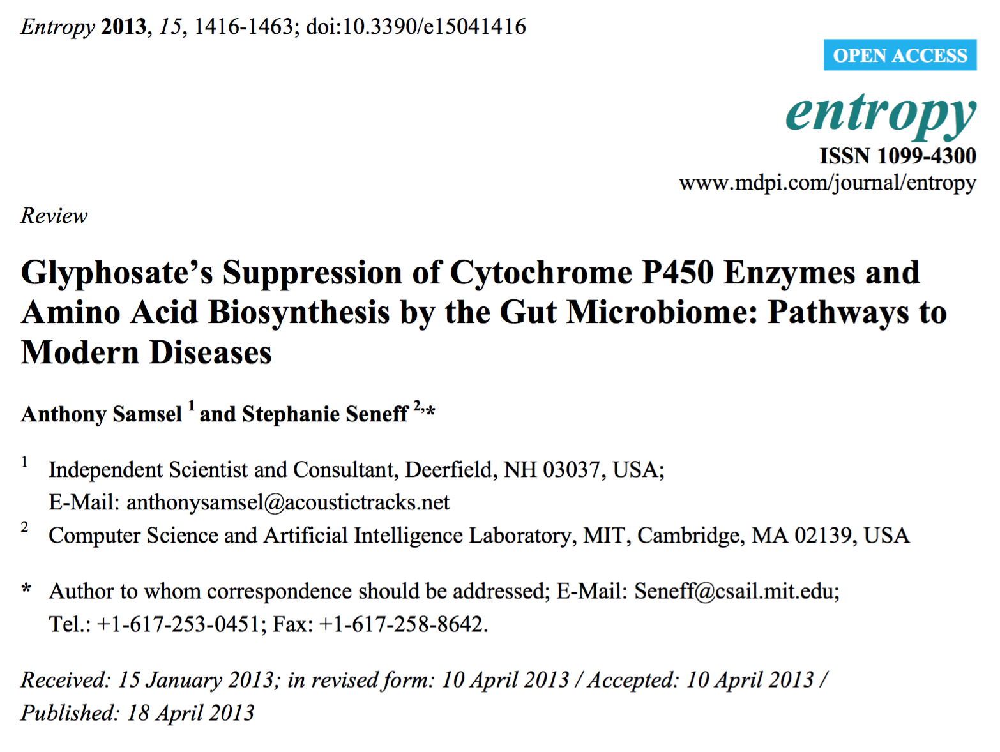 Entropy 2013, 15, 1416-1463; doi:10.3390/e15041416
OPEN ACCESS
entropy
ISSN 1099-4300
www.mdpi.com/journal/entropy
Review
Glyphosate’s Suppression of Cytochrome P450 Enzymes and
Amino Acid Biosynthesis by the Gut Microbiome: Pathways to
Modern Diseases
Anthony Samsel 1 and Stephanie Seneff 2,*
1 Independent Scientist and Consultant, Deerfield, NH 03037, USA;
E-Mail: anthonysamsel@acoustictracks.net
2 Computer Science and Artificial Intelligence Laboratory, MIT, Cambridge, MA 02139, USA
* Author to whom correspondence should be addressed; E-Mail: Seneff@csail.mit.edu;
Tel.: +1-617-253-0451; Fax: +1-617-258-8642.
Received: 15 January 2013; in revised form: 10 April 2013 / Accepted: 10 April 2013 /
Published: 18 April 2013